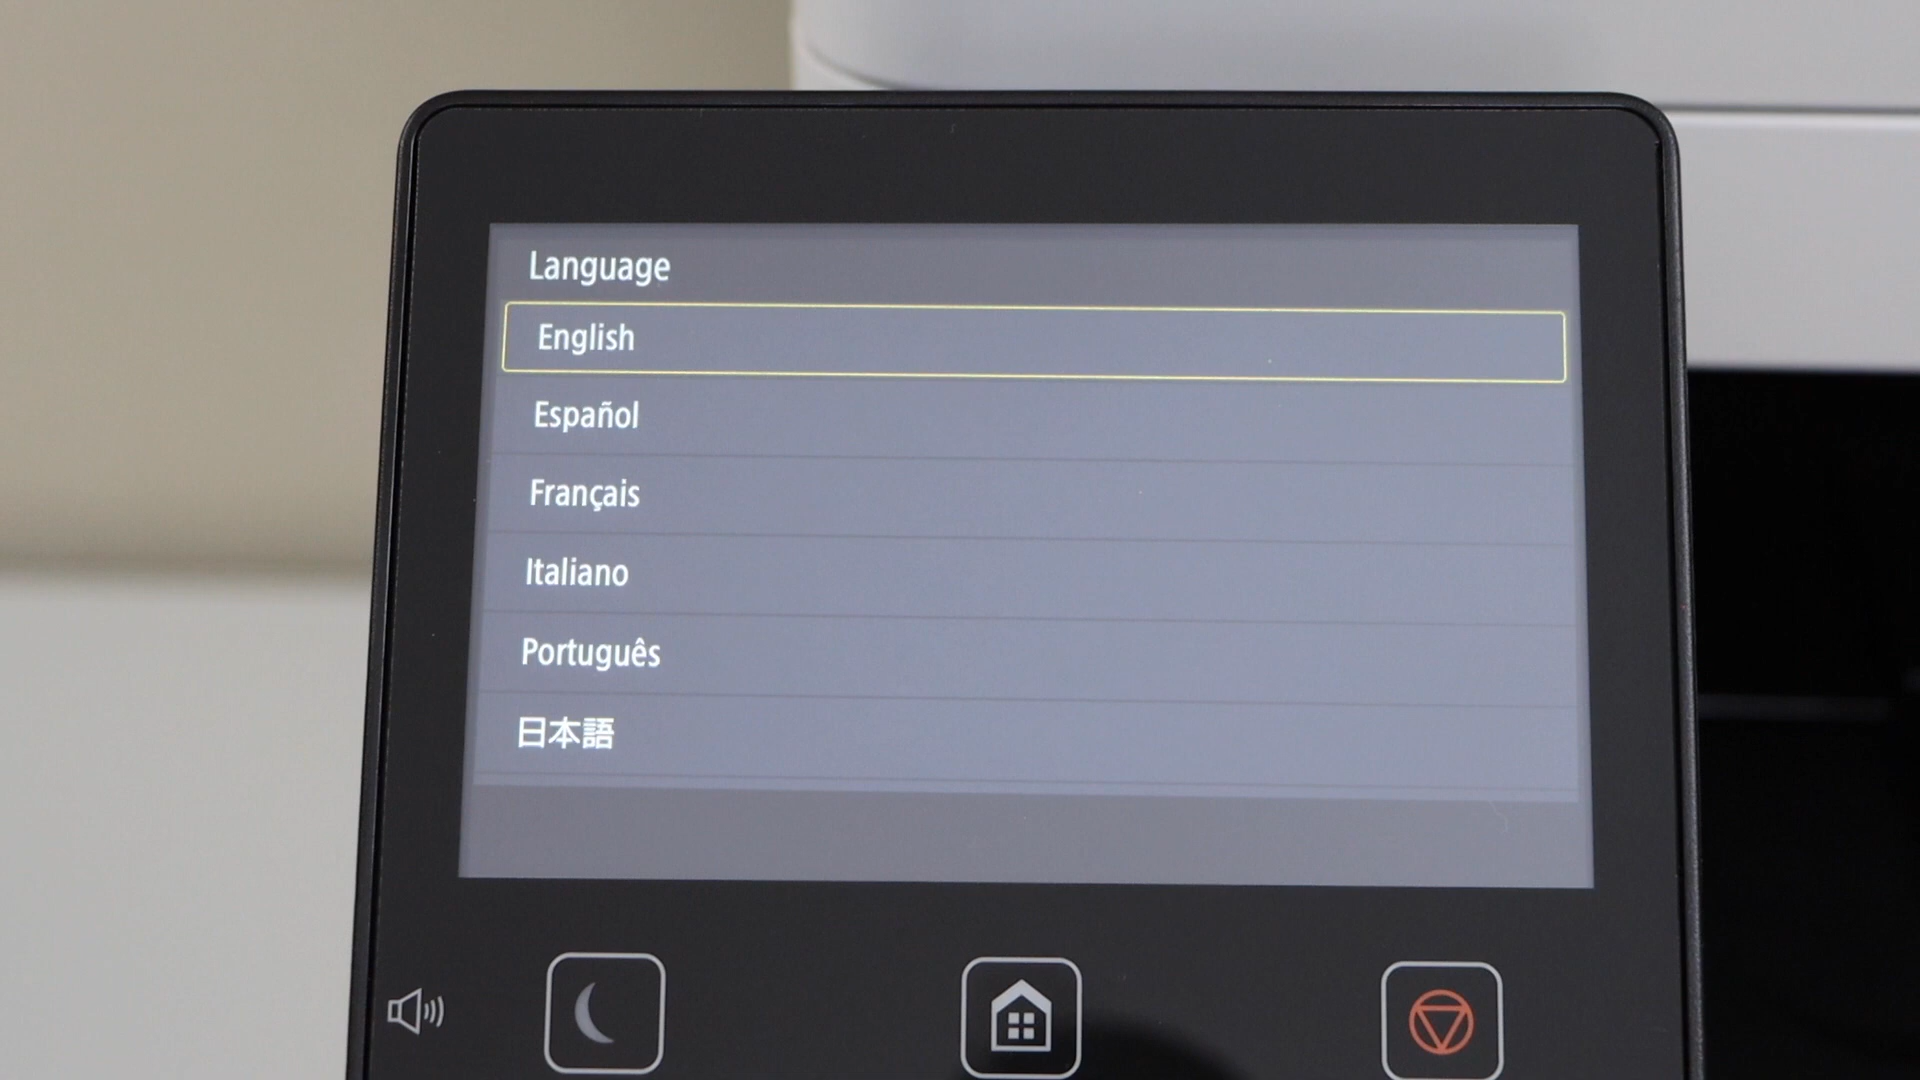 Language
English
Español
Français
Italiano
Português
日本語